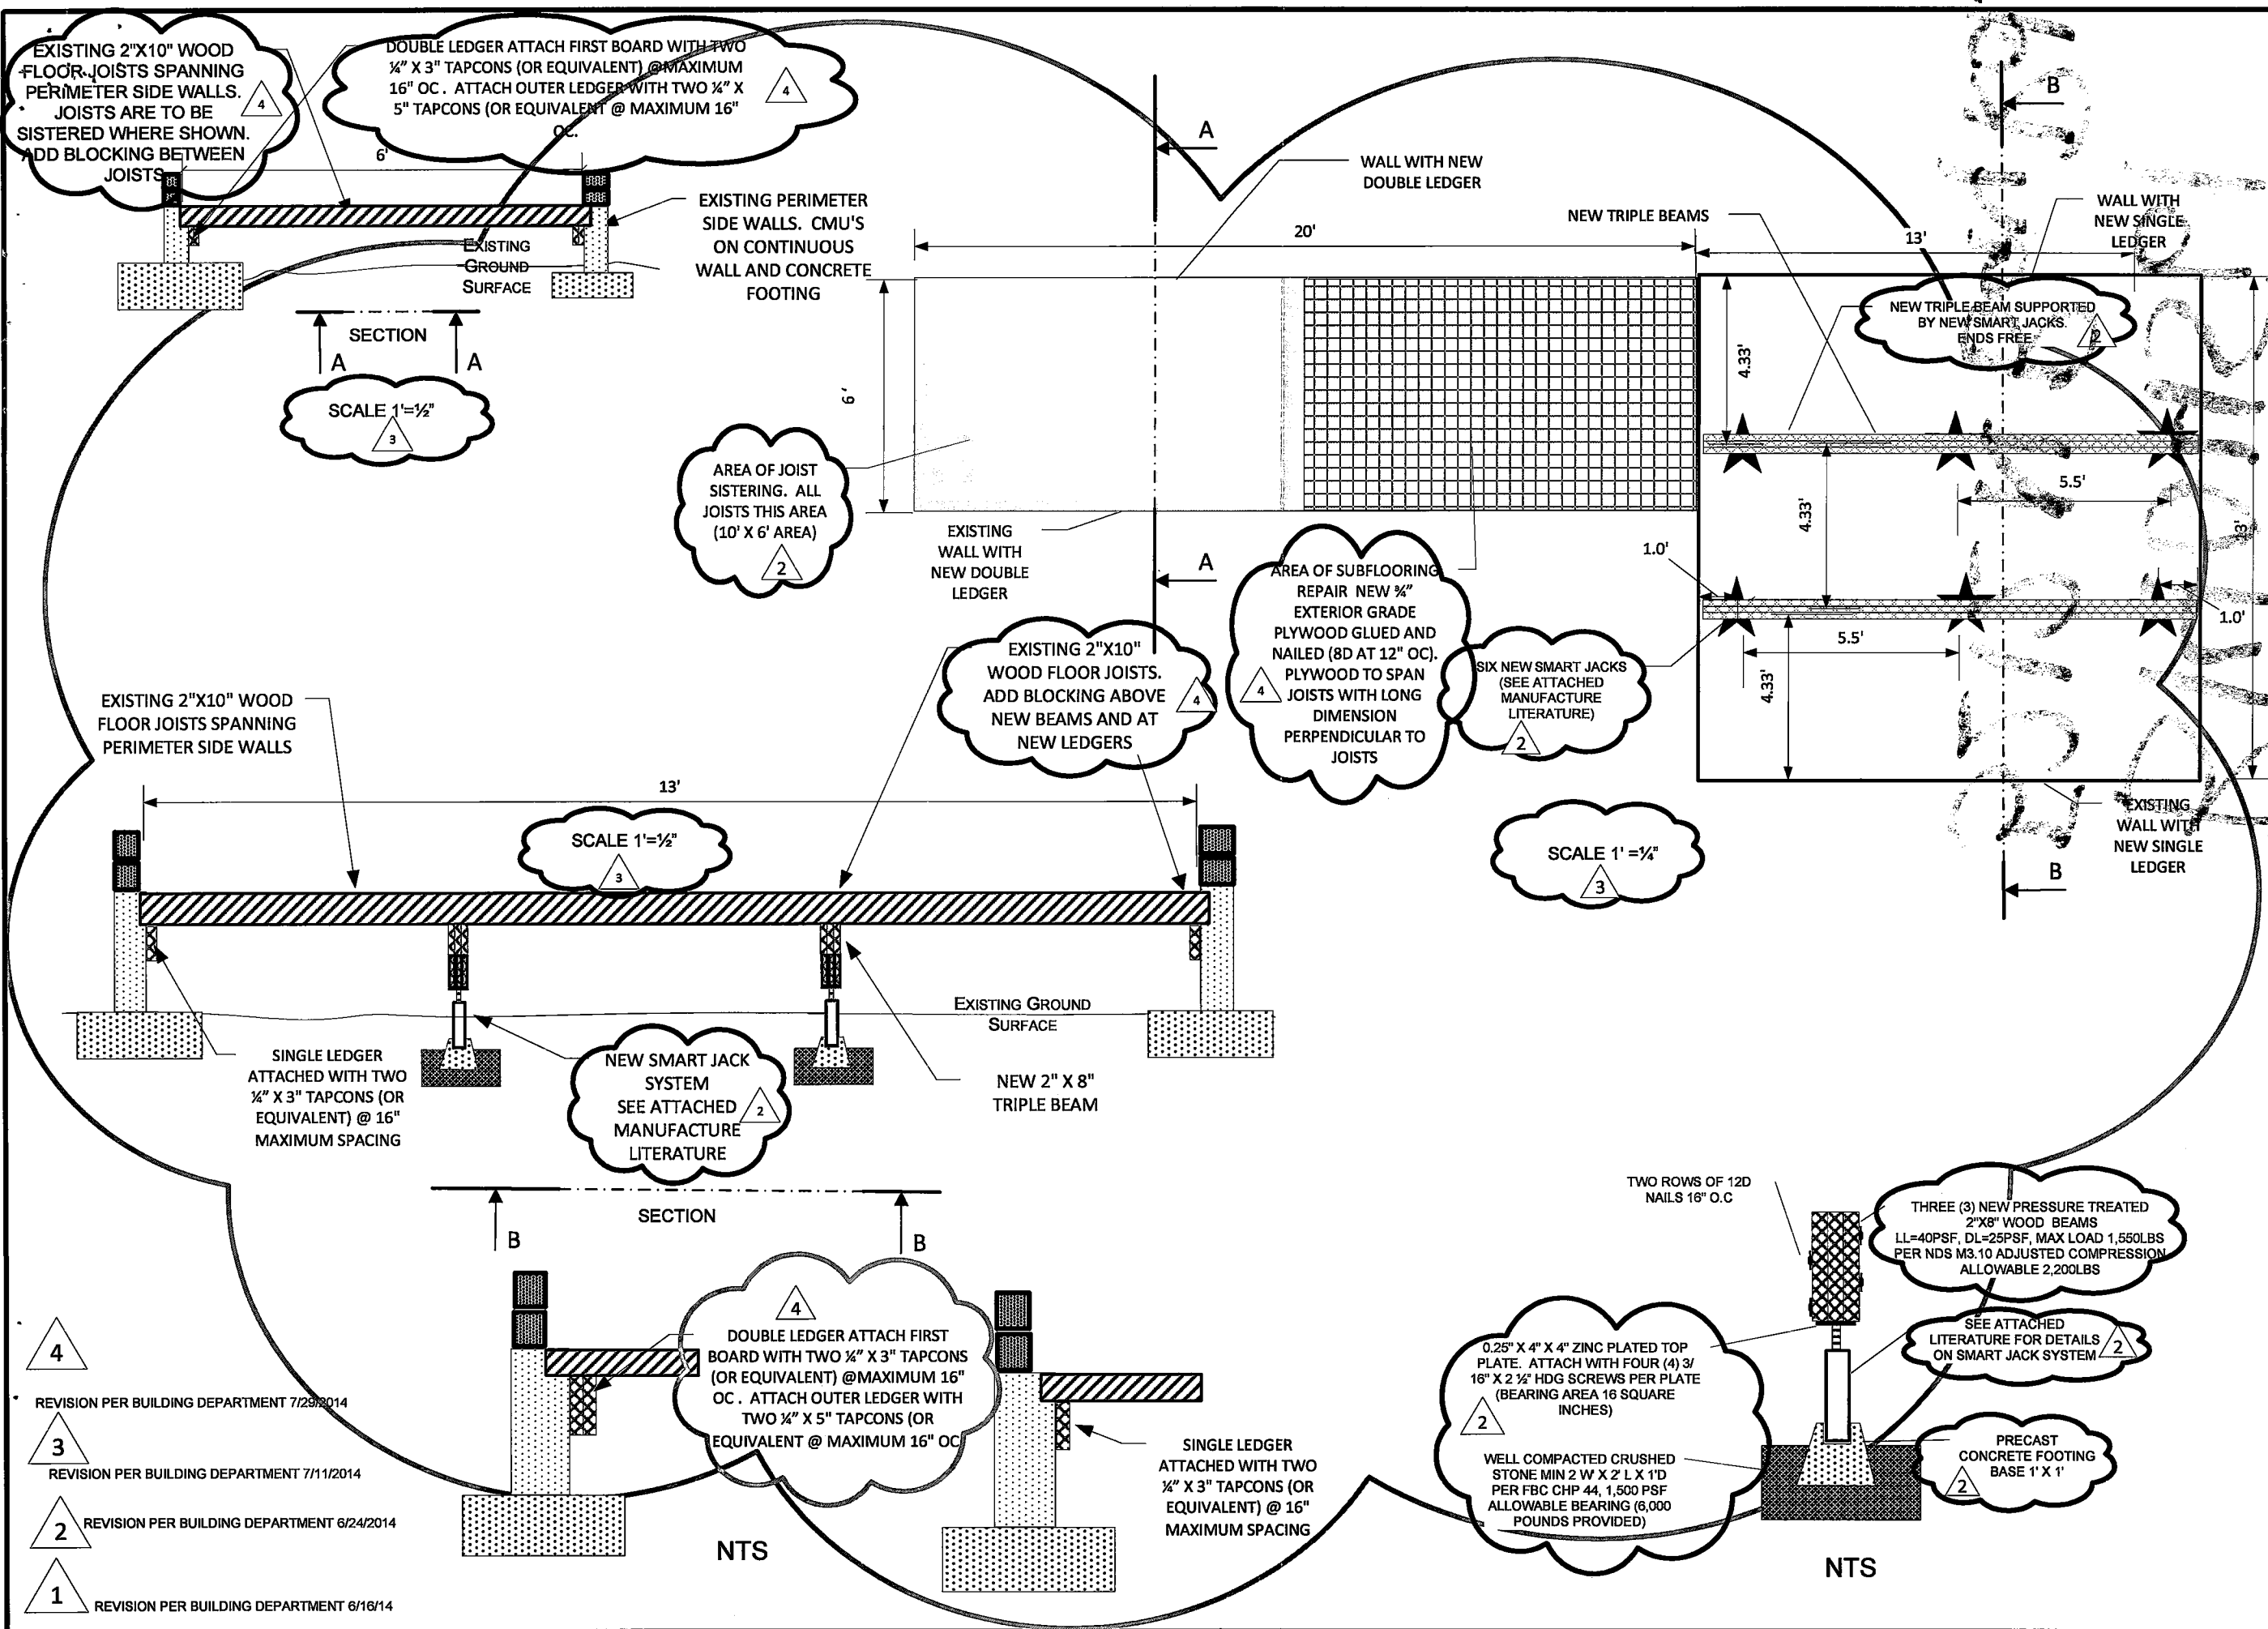 EXISTING 2"X10" WOOD
FLOOR JOISTS SPANNING
PERIMETER SIDE WALLS.
JOISTS ARE TO BE
SISTERED WHERE SHOWN.
ADD BLOCKING BETWEEN
JOISTS
4
DOUBLE LEDGER ATTACH FIRST BOARD WITH TWO
¼" X 3" TAPCONS (OR EQUIVALENT) @MAXIMUM
16" OC . ATTACH OUTER LEDGER WITH TWO ¼" X
5" TAPCONS (OR EQUIVALENT @ MAXIMUM 16"
OC.
4
6'
EXISTING PERIMETER
SIDE WALLS. CMU'S
ON CONTINUOUS
WALL AND CONCRETE
FOOTING
EXISTING
GROUND
SURFACE
SECTION
A
A
SCALE 1'=½"
3
A
B
WALL WITH NEW
DOUBLE LEDGER
NEW TRIPLE BEAMS
WALL WITH
NEW SINGLE
LEDGER
20'
13'
NEW TRIPLE BEAM SUPPORTED
BY NEW SMART JACKS.
ENDS FREE
2
6'
4.33'
5.5'
4.33'
AREA OF JOIST
SISTERING. ALL
JOISTS THIS AREA
(10' X 6' AREA)
2
EXISTING
WALL WITH
NEW DOUBLE
LEDGER
A
AREA OF SUBFLOORING
REPAIR NEW ¾"
EXTERIOR GRADE
PLYWOOD GLUED AND
NAILED (8D AT 12" OC).
PLYWOOD TO SPAN
JOISTS WITH LONG
DIMENSION
PERPENDICULAR TO
JOISTS
4
1.0'
1.0'
5.5'
4.33'
SIX NEW SMART JACKS
(SEE ATTACHED
MANUFACTURE
LITERATURE)
2
EXISTING
WALL WITH
NEW SINGLE
LEDGER
B
SCALE 1' =¼"
3
EXISTING 2"X10" WOOD
FLOOR JOISTS SPANNING
PERIMETER SIDE WALLS
EXISTING 2"X10"
WOOD FLOOR JOISTS.
ADD BLOCKING ABOVE
NEW BEAMS AND AT
NEW LEDGERS
4
13'
SCALE 1'=½"
3
EXISTING GROUND
SURFACE
SINGLE LEDGER
ATTACHED WITH TWO
¼" X 3" TAPCONS (OR
EQUIVALENT) @ 16"
MAXIMUM SPACING
NEW SMART JACK
SYSTEM
SEE ATTACHED
MANUFACTURE
LITERATURE
2
NEW 2" X 8"
TRIPLE BEAM
SECTION
B
B
4
DOUBLE LEDGER ATTACH FIRST
BOARD WITH TWO ¼" X 3" TAPCONS
(OR EQUIVALENT) @MAXIMUM 16"
OC . ATTACH OUTER LEDGER WITH
TWO ¼" X 5" TAPCONS (OR
EQUIVALENT @ MAXIMUM 16" OC
NTS
SINGLE LEDGER
ATTACHED WITH TWO
¼" X 3" TAPCONS (OR
EQUIVALENT) @ 16"
MAXIMUM SPACING
TWO ROWS OF 12D
NAILS 16" O.C
THREE (3) NEW PRESSURE TREATED
2"X8" WOOD BEAMS
LL=40PSF, DL=25PSF, MAX LOAD 1,550LBS
PER NDS M3.10 ADJUSTED COMPRESSION
ALLOWABLE 2,200LBS
SEE ATTACHED
LITERATURE FOR DETAILS
ON SMART JACK SYSTEM
2
0.25" X 4" X 4" ZINC PLATED TOP
PLATE. ATTACH WITH FOUR (4) 3/
16" X 2 ½" HDG SCREWS PER PLATE
(BEARING AREA 16 SQUARE
INCHES)
2
WELL COMPACTED CRUSHED
STONE MIN 2 W X 2' L X 1'D
PER FBC CHP 44, 1,500 PSF
ALLOWABLE BEARING (6,000
POUNDS PROVIDED)
PRECAST
CONCRETE FOOTING
BASE 1' X 1'
2
NTS
4
REVISION PER BUILDING DEPARTMENT 7/29/2014
3
REVISION PER BUILDING DEPARTMENT 7/11/2014
2
REVISION PER BUILDING DEPARTMENT 6/24/2014
1
REVISION PER BUILDING DEPARTMENT 6/16/14